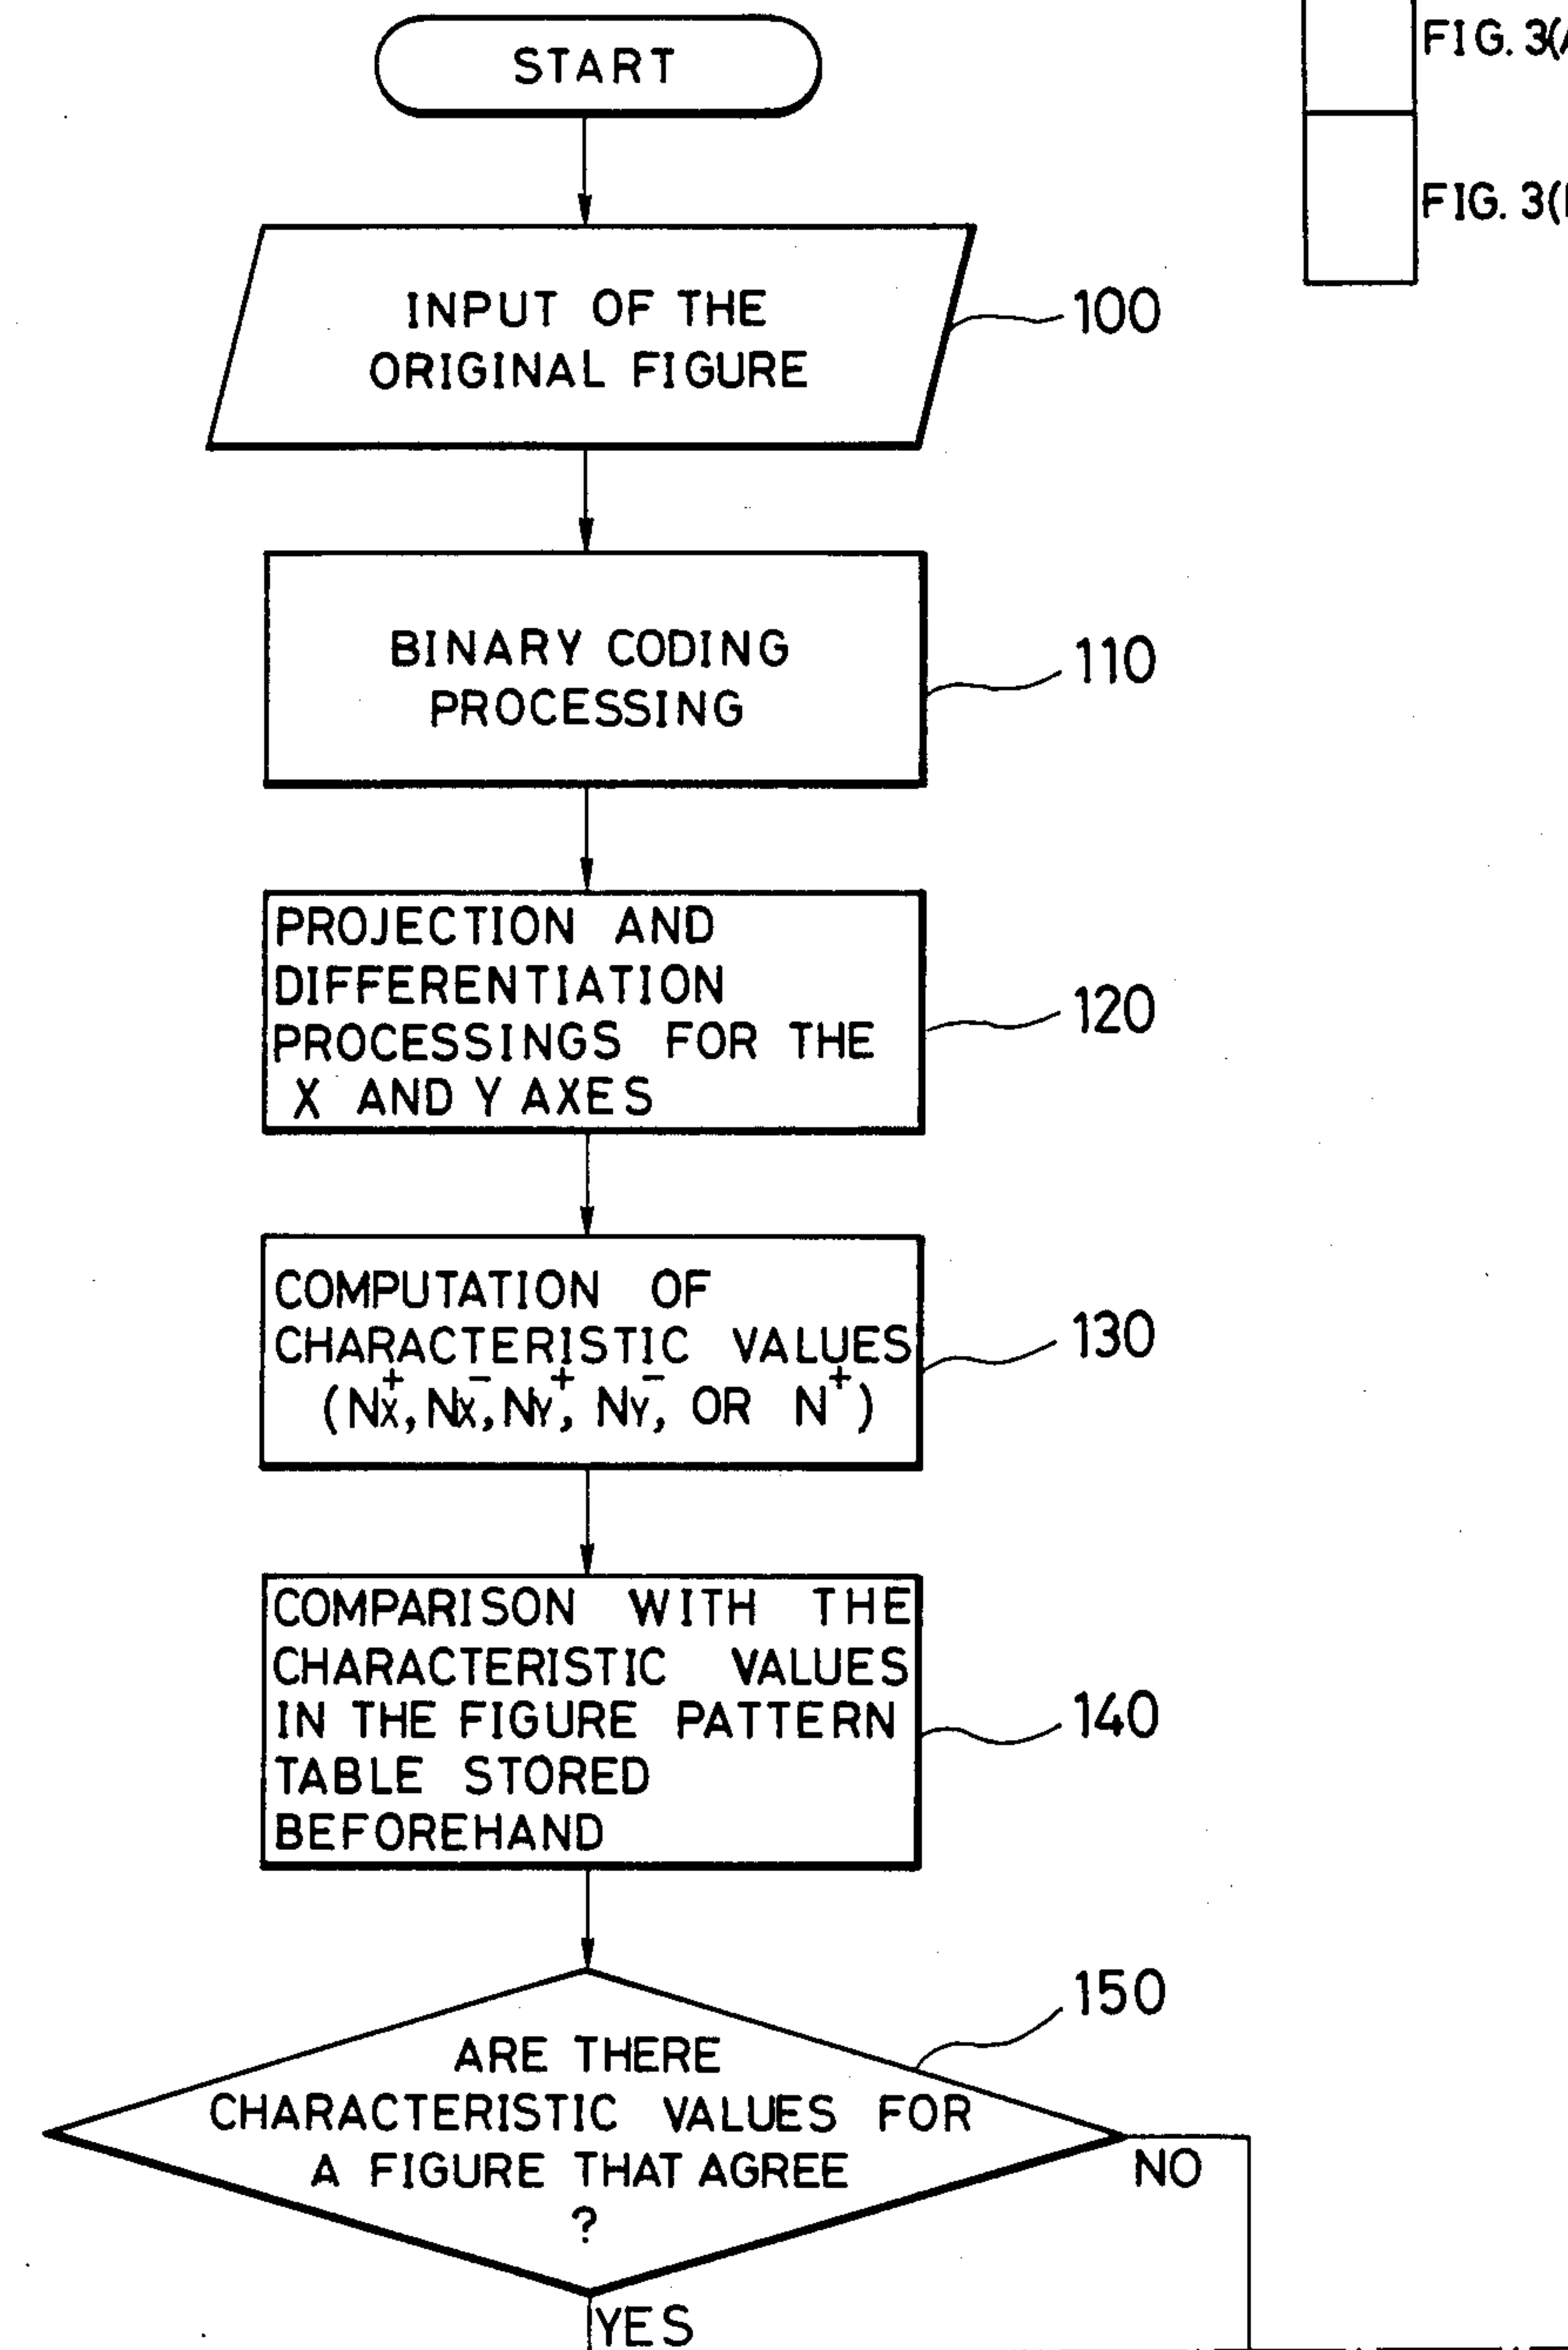 START
FIG. 3(
FIG. 3(
INPUT OF THE
ORIGINAL FIGURE
100
BINARY CODING
PROCESSING
110
PROJECTION AND
DIFFERENTIATION
PROCESSINGS FOR THE
X AND Y AXES
120
COMPUTATION OF
CHARACTERISTIC VALUES
(Nx⁺, Nx⁻, NY⁺, NY⁻, OR N⁺)
130
COMPARISON WITH THE
CHARACTERISTIC VALUES
IN THE FIGURE PATTERN
TABLE STORED
BEFOREHAND
140
150
ARE THERE
CHARACTERISTIC VALUES FOR
A FIGURE THAT AGREE
?
NO
YES